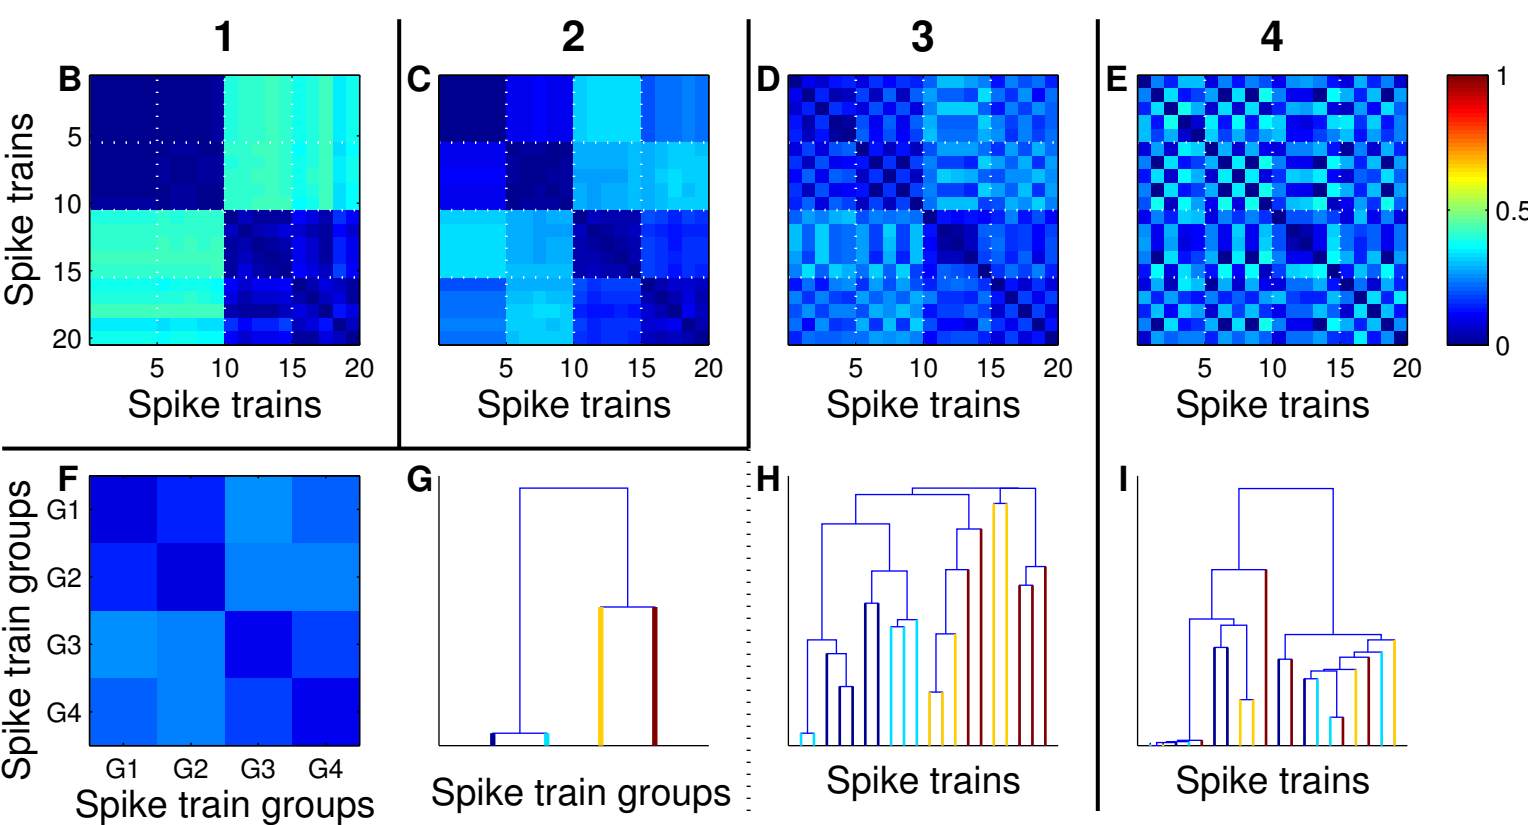 1 2 3 4
B C D E
5
10
15
20
Spike trains
5 10 15 20
5 10 15 20
5 10 15 20
5 10 15 20
Spike trains
Spike trains
Spike trains
Spike trains
1
0.5
0
F G H I
G1
G2
G3
G4
Spike train groups
G1 G2 G3 G4
Spike train groups
Spike train groups
Spike trains
Spike trains